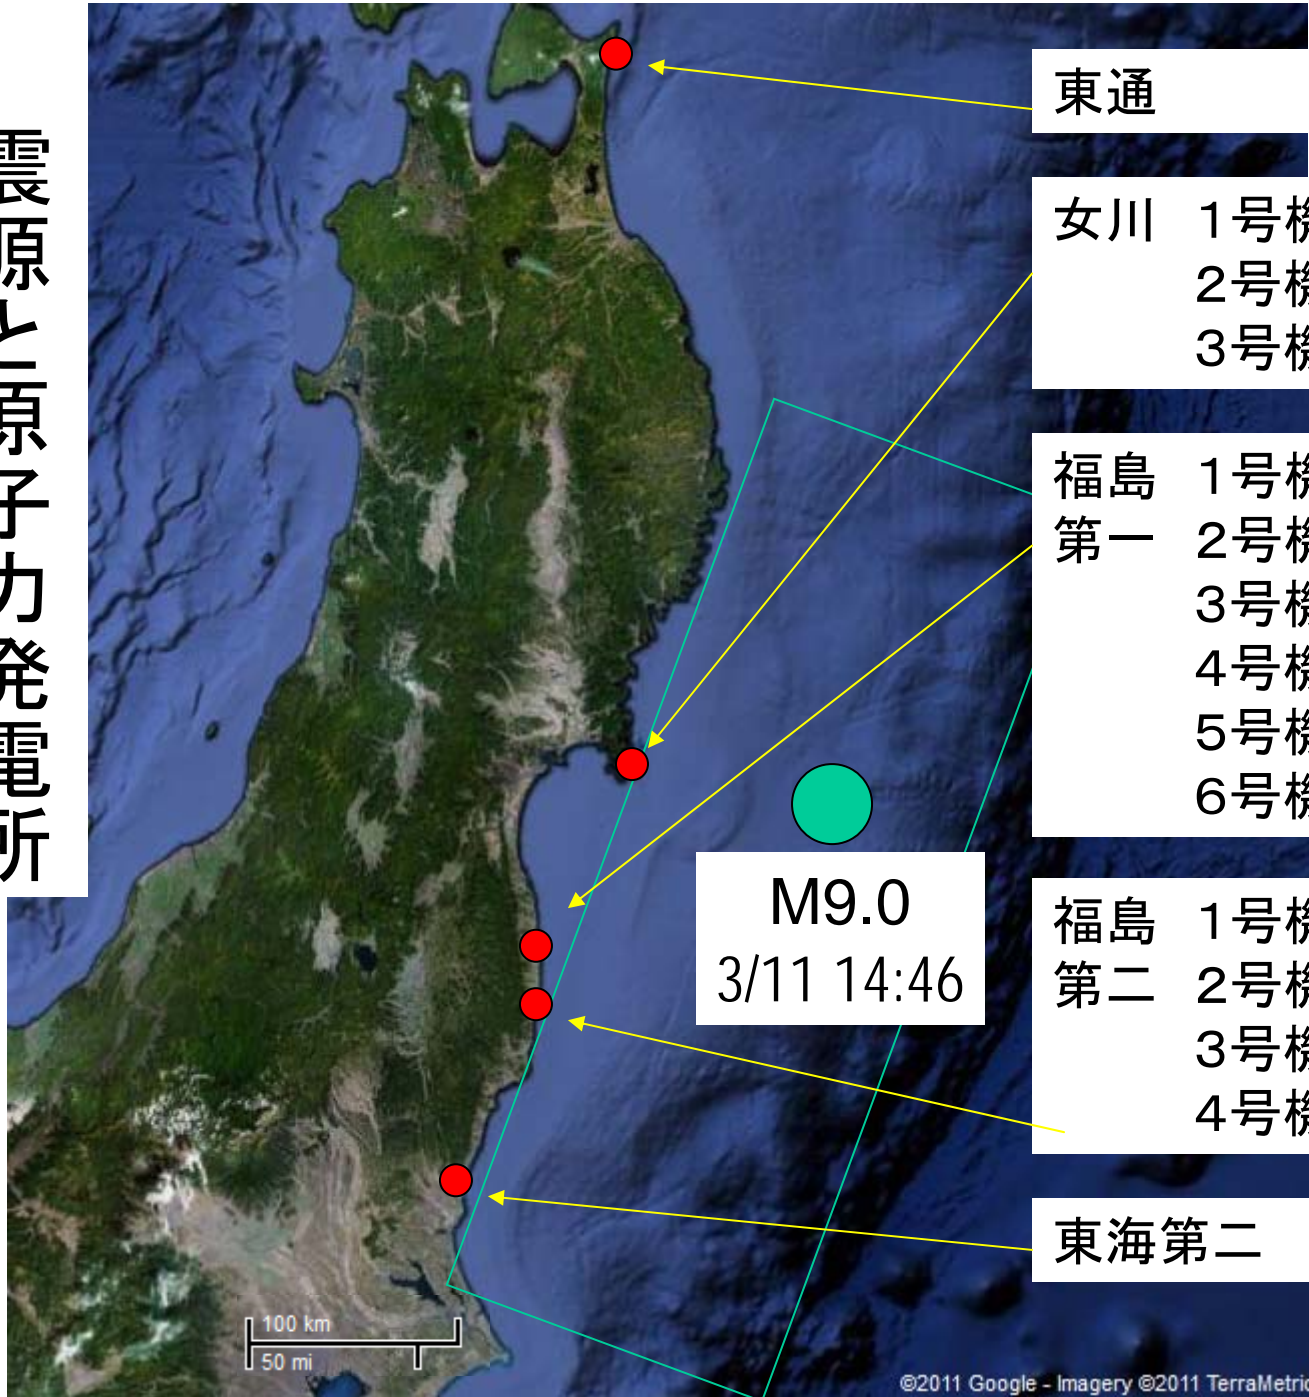 震源と原子力発電所
東通
女川 1号機
2号機
3号機
福島 1号機
第一 2号機
3号機
4号機
5号機
6号機
M9.0
3/11 14:46
福島 1号機
第二 2号機
3号機
4号機
東海第二
100 km
50 mi
©2011 Google - Imagery ©2011 TerraMetric